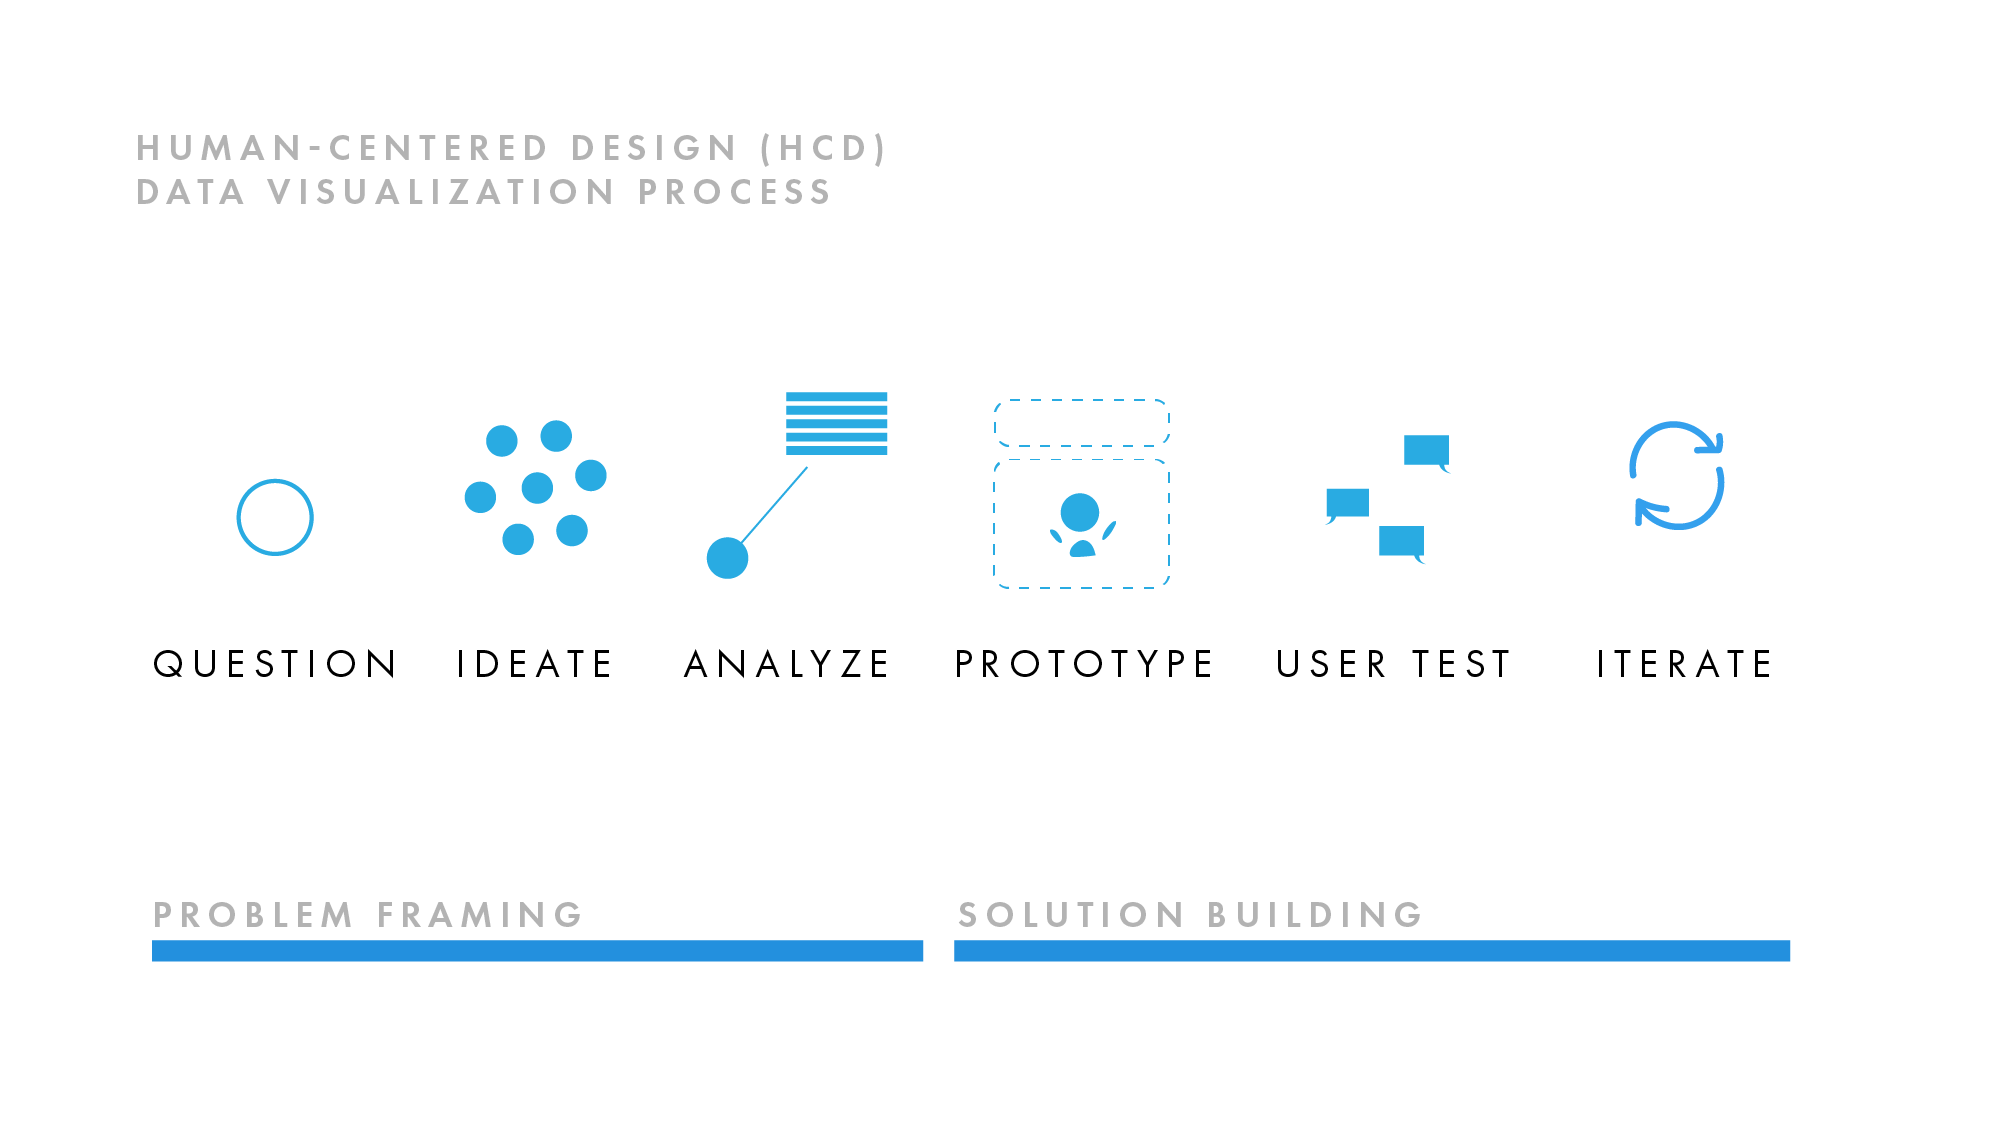 HUMAN-CENTERED DESIGN (HCD)
DATA VISUALIZATION PROCESS
QUESTION IDEATE ANALYZE PROTOTYPE USER TEST ITERATE
PROBLEM FRAMING SOLUTION BUILDING